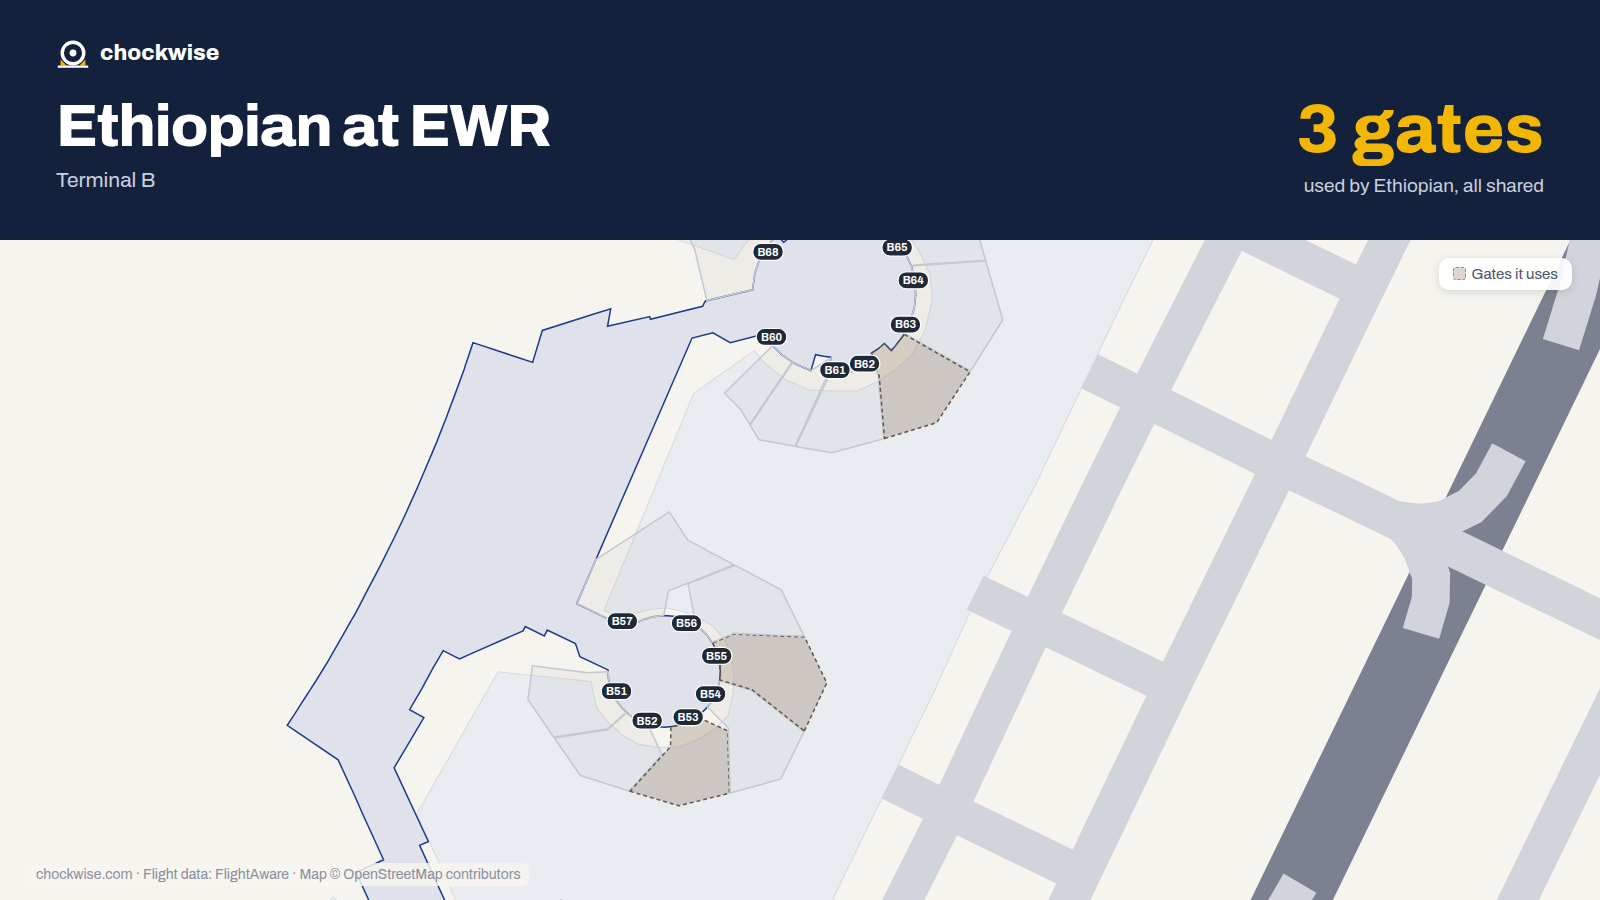 chockwise
Ethiopian at EWR
Terminal B
3 gates
used by Ethiopian, all shared
Gates it uses
B68
B65
B64
B63
B60
B62
B61
B57
B56
B55
B51
B54
B53
B52
chockwise.com · Flight data: FlightAware · Map © OpenStreetMap contributors